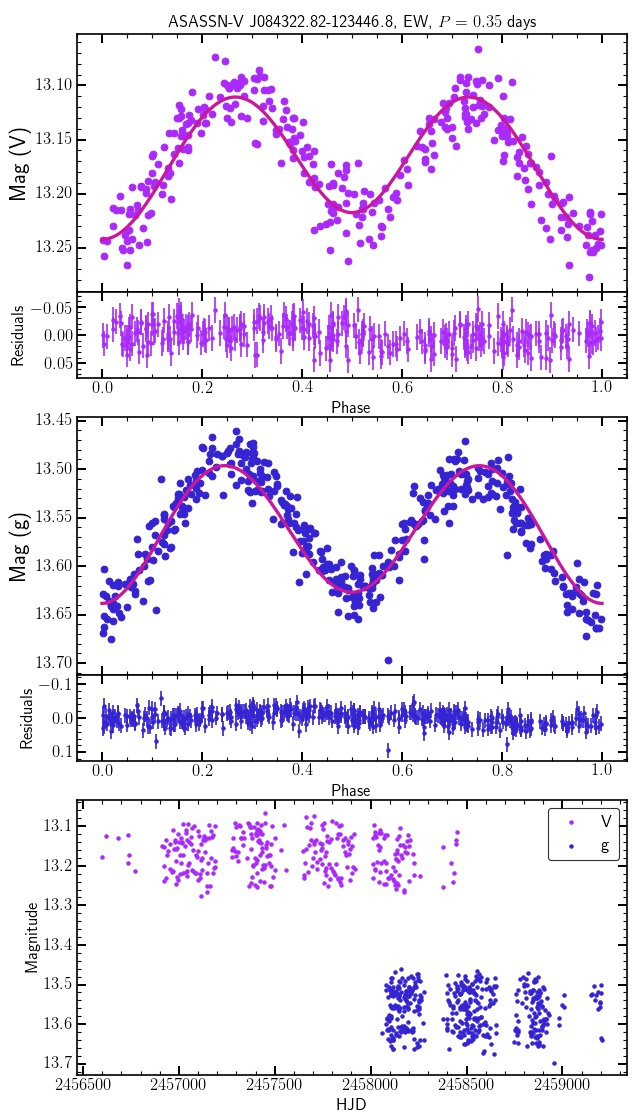 ASASSN-V J084322.82-123446.8, EW, P = 0.35 days
Mag (V)
13.10
13.15
13.20
13.25
Residuals
−0.05
0.00
0.05
0.0 0.2 0.4 0.6 0.8 1.0
Phase
Mag (g)
13.45
13.50
13.55
13.60
13.65
13.70
Residuals
−0.1
0.0
0.1
0.0 0.2 0.4 0.6 0.8 1.0
Phase
V
g
Magnitude
13.1
13.2
13.3
13.4
13.5
13.6
13.7
2456500 2457000 2457500 2458000 2458500 2459000
HJD